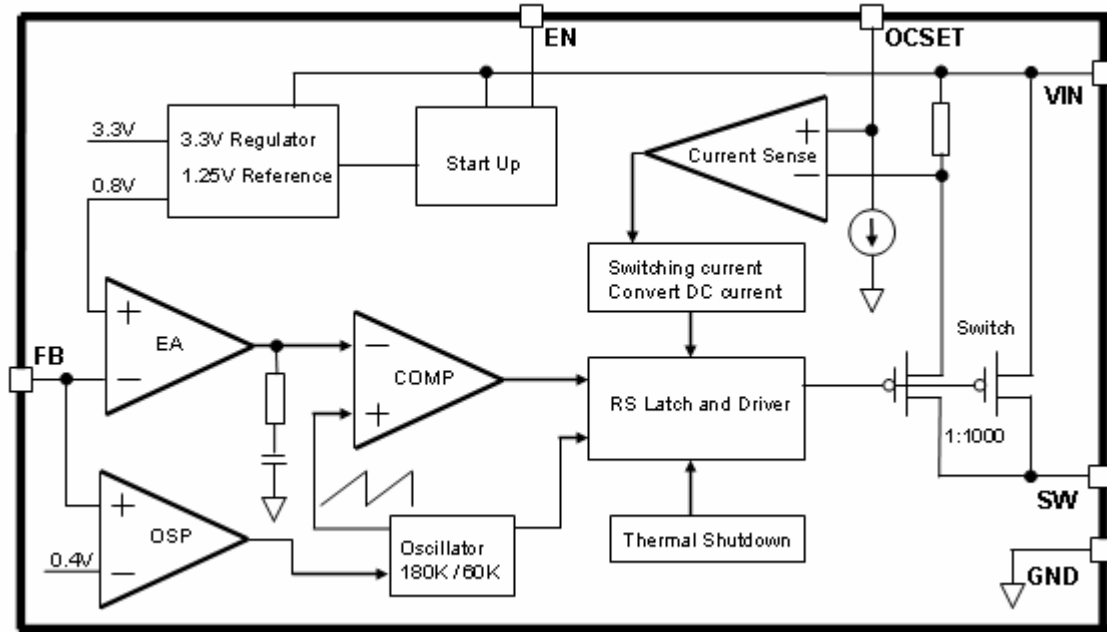 EN
OCSET
VIN
3.3V
3.3V Regulator
1.25V Reference
Start Up
+
Current Sense
−
0.8V
Switching current
Convert DC current
Switch
+
EA
−
FB
−
COMP
+
RS Latch and Driver
1:1000
SW
+
OSP
−
0.4V
Oscillator
180K / 60K
Thermal Shutdown
GND